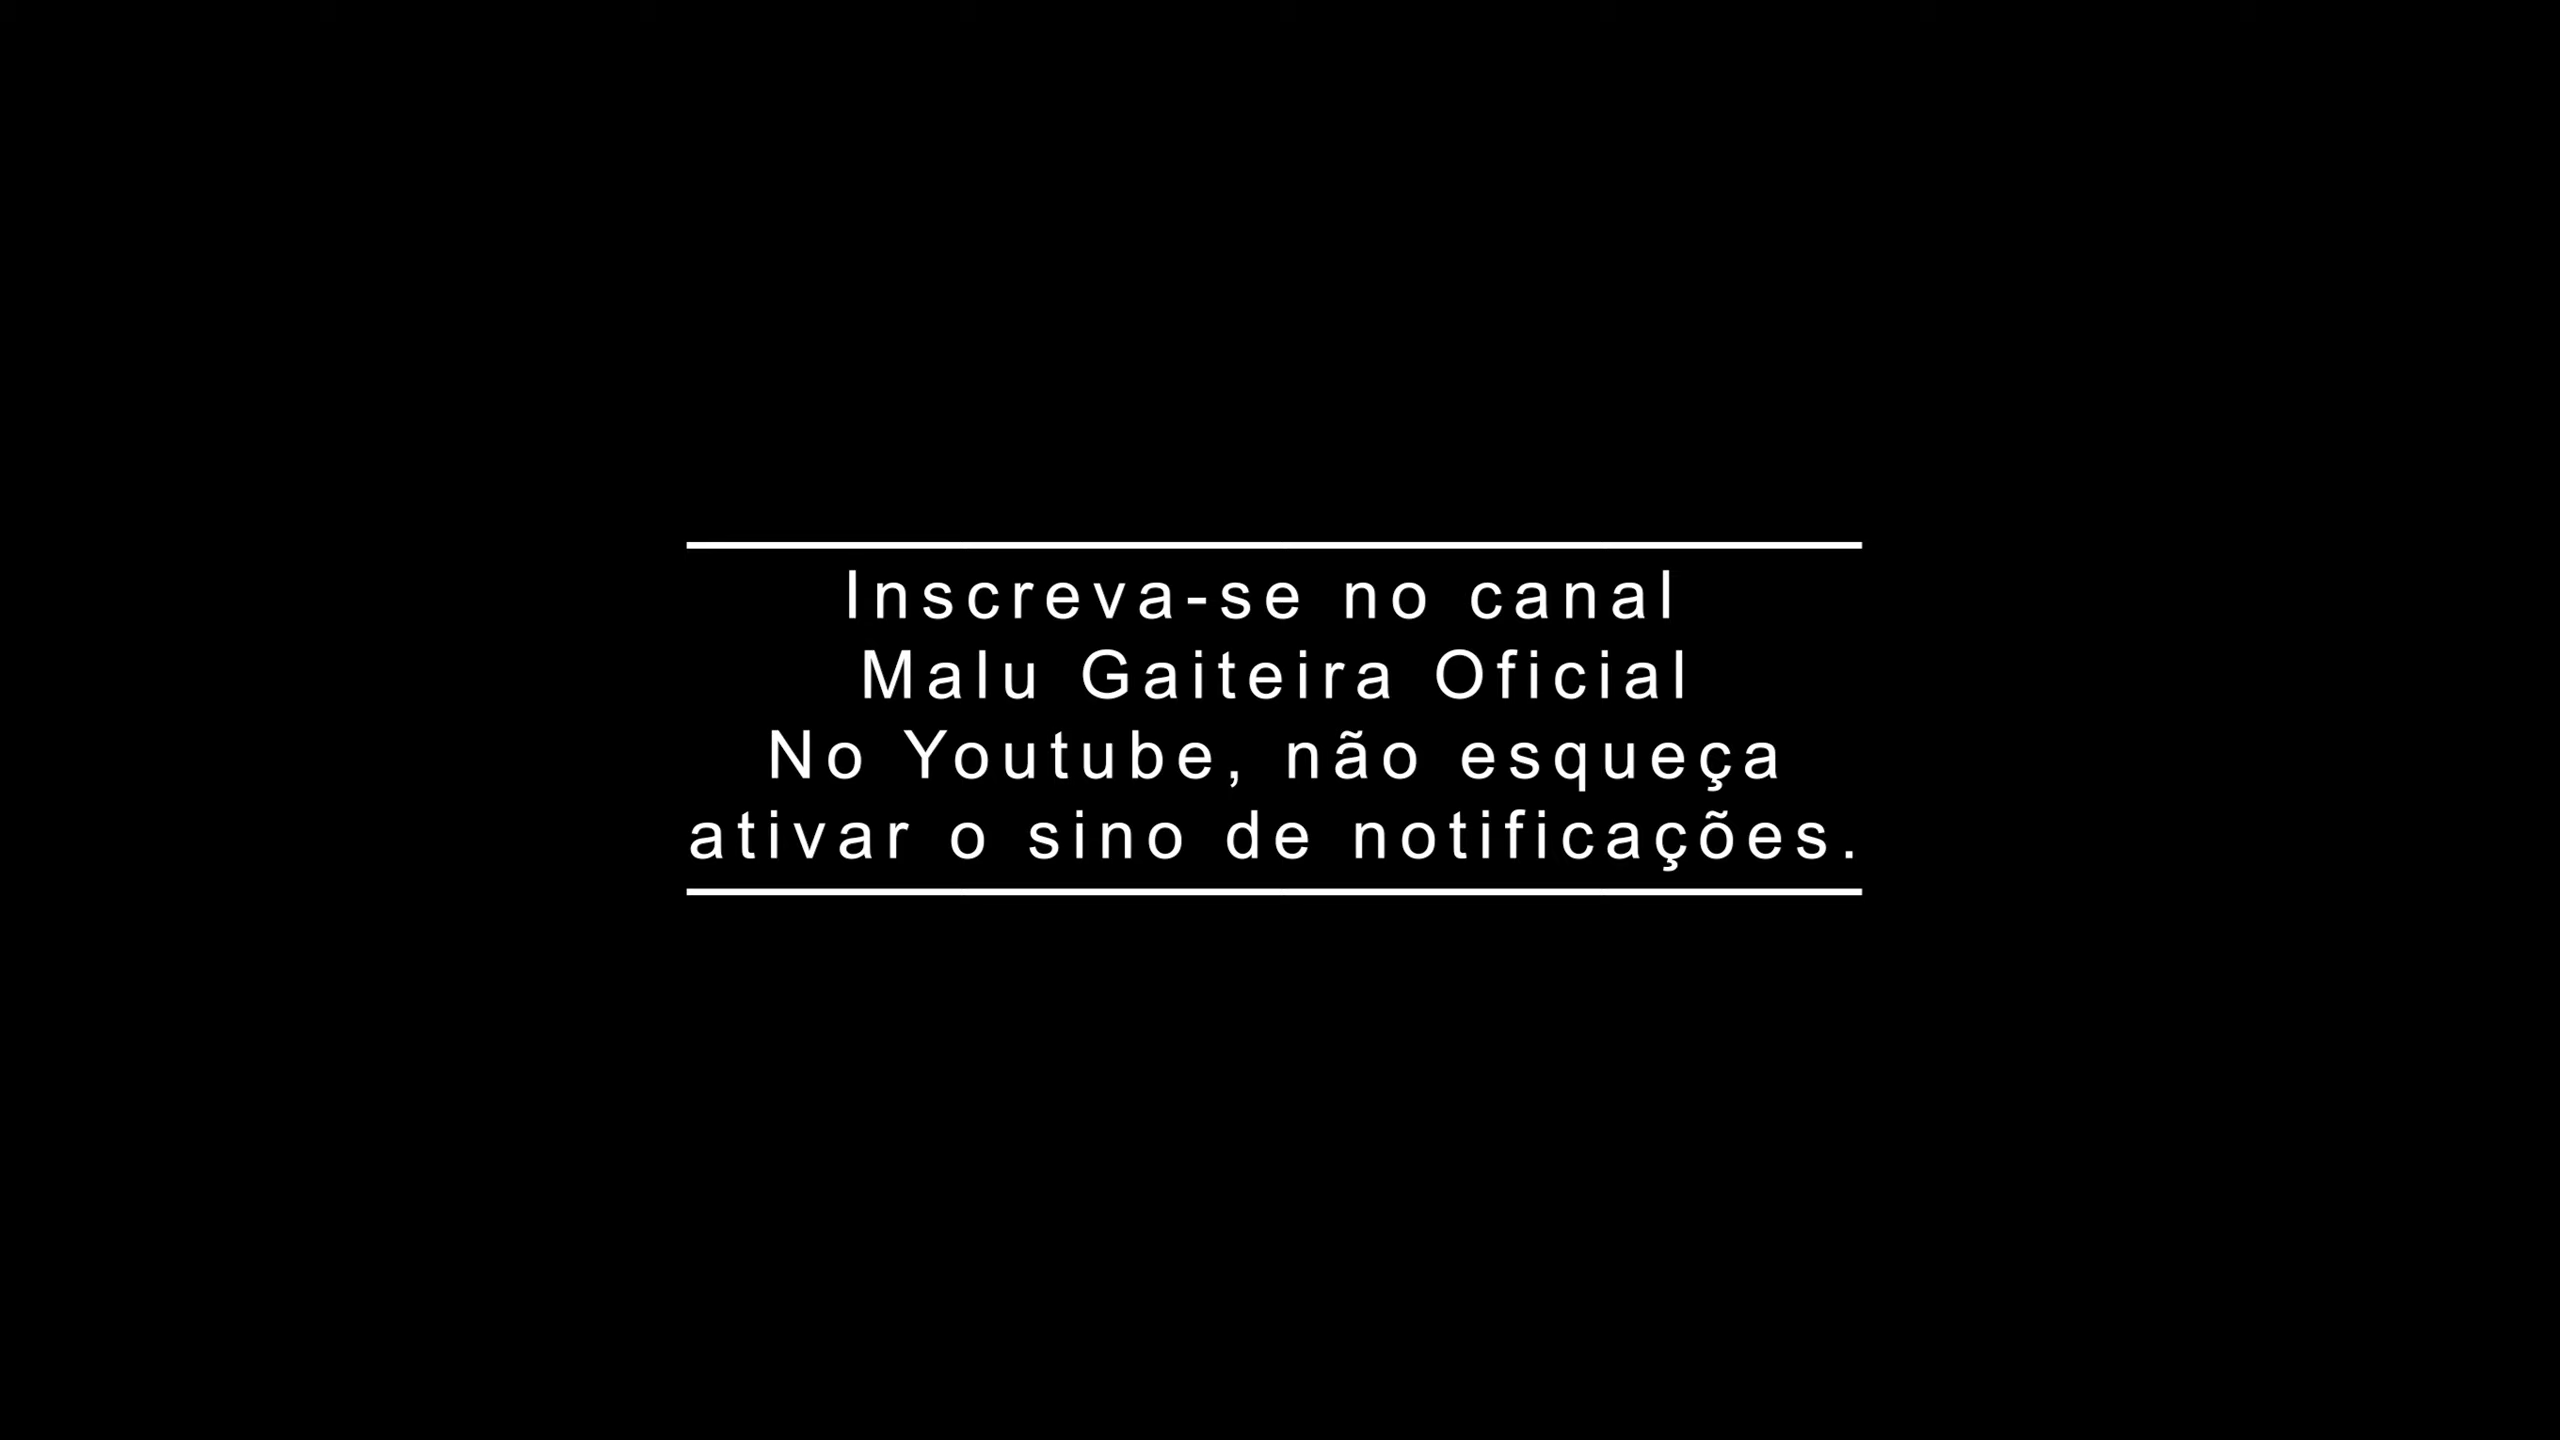 Inscreva-se no canal
Malu Gaiteira Oficial
No Youtube, não esqueça
ativar o sino de notificações.